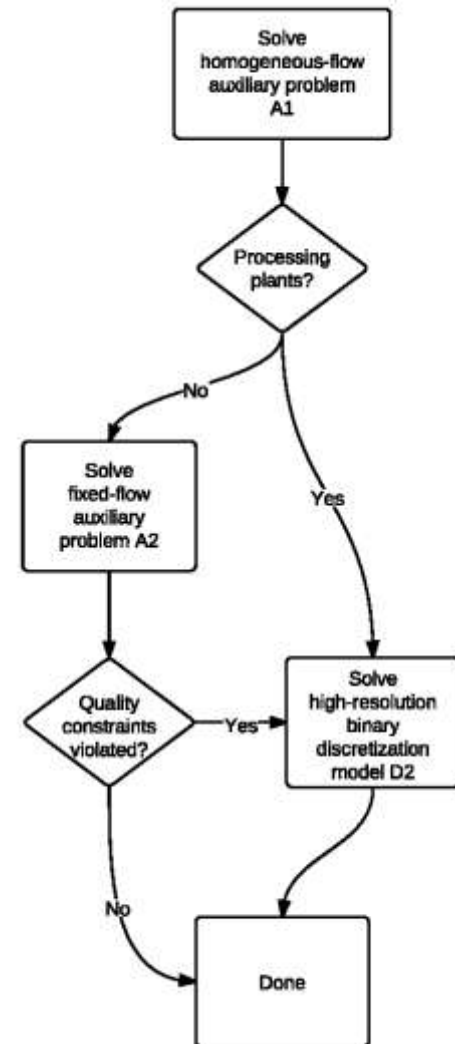 Solve
homogeneous-flow
auxiliary problem
A1
Processing
plants?
No
Yes
Solve
fixed-flow
auxiliary
problem A2
Quality
constraints
violated?
Yes
Solve
high-resolution
binary
discretization
model D2
No
Done